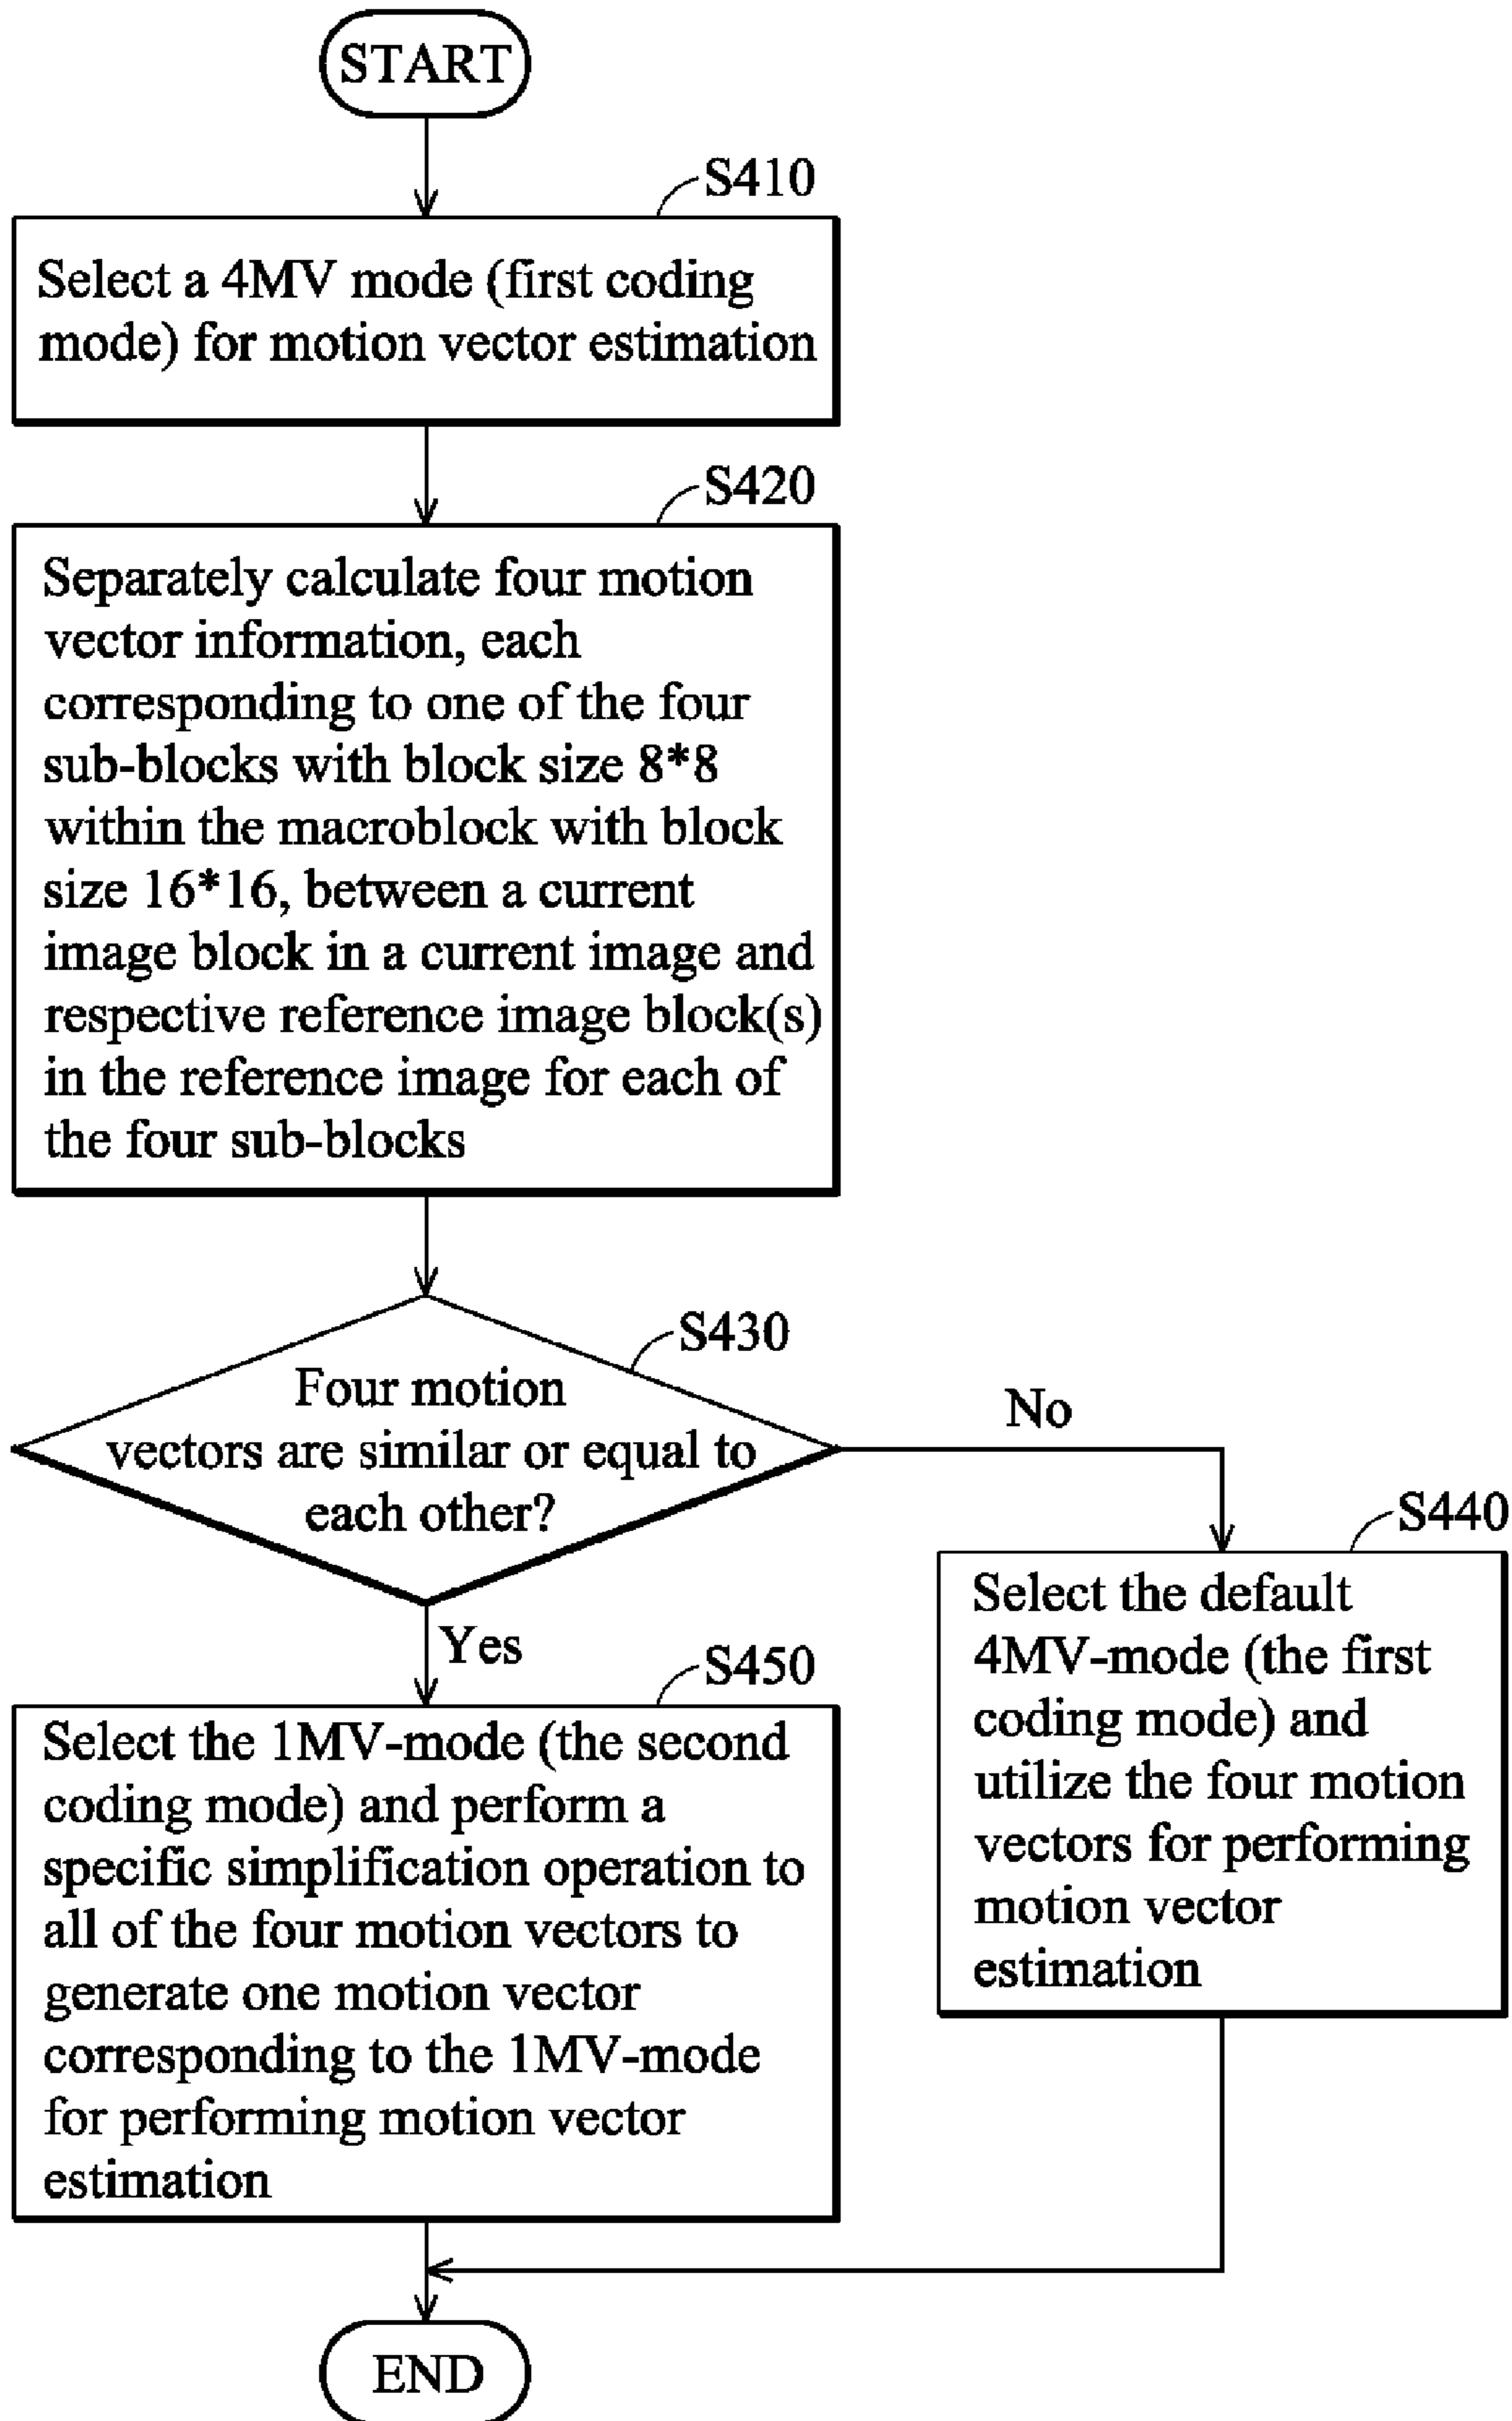 START
S410
Select a 4MV mode (first coding
mode) for motion vector estimation
S420
Separately calculate four motion
vector information, each
corresponding to one of the four
sub-blocks with block size 8*8
within the macroblock with block
size 16*16, between a current
image block in a current image and
respective reference image block(s)
in the reference image for each of
the four sub-blocks
S430
Four motion
vectors are similar or equal to
each other?
No
S440
Select the default
4MV-mode (the first
coding mode) and
utilize the four motion
vectors for performing
motion vector
estimation
Yes
S450
Select the 1MV-mode (the second
coding mode) and perform a
specific simplification operation to
all of the four motion vectors to
generate one motion vector
corresponding to the 1MV-mode
for performing motion vector
estimation
END